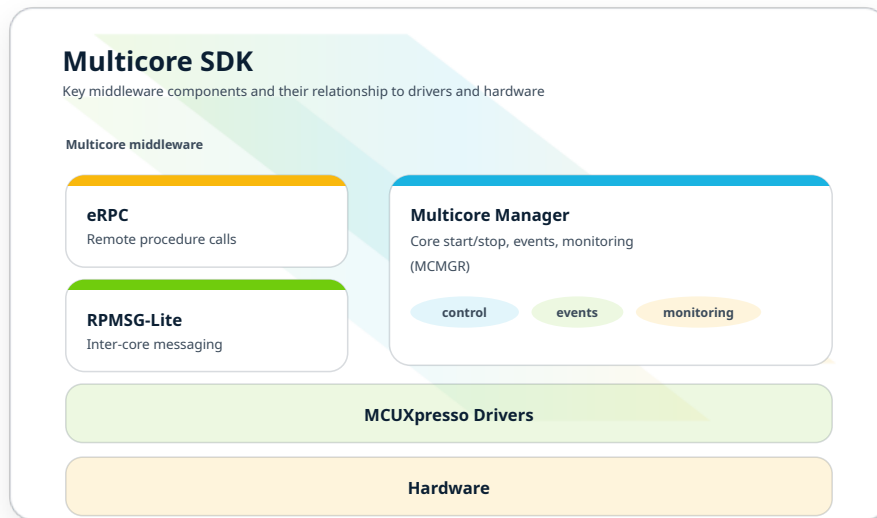 Multicore SDK
Key middleware components and their relationship to drivers and hardware
Multicore middleware
eRPC
Remote procedure calls
RPMSG-Lite
Inter-core messaging
Multicore Manager
Core start/stop, events, monitoring
(MCMGR)
control
events
monitoring
MCUXpresso Drivers
Hardware